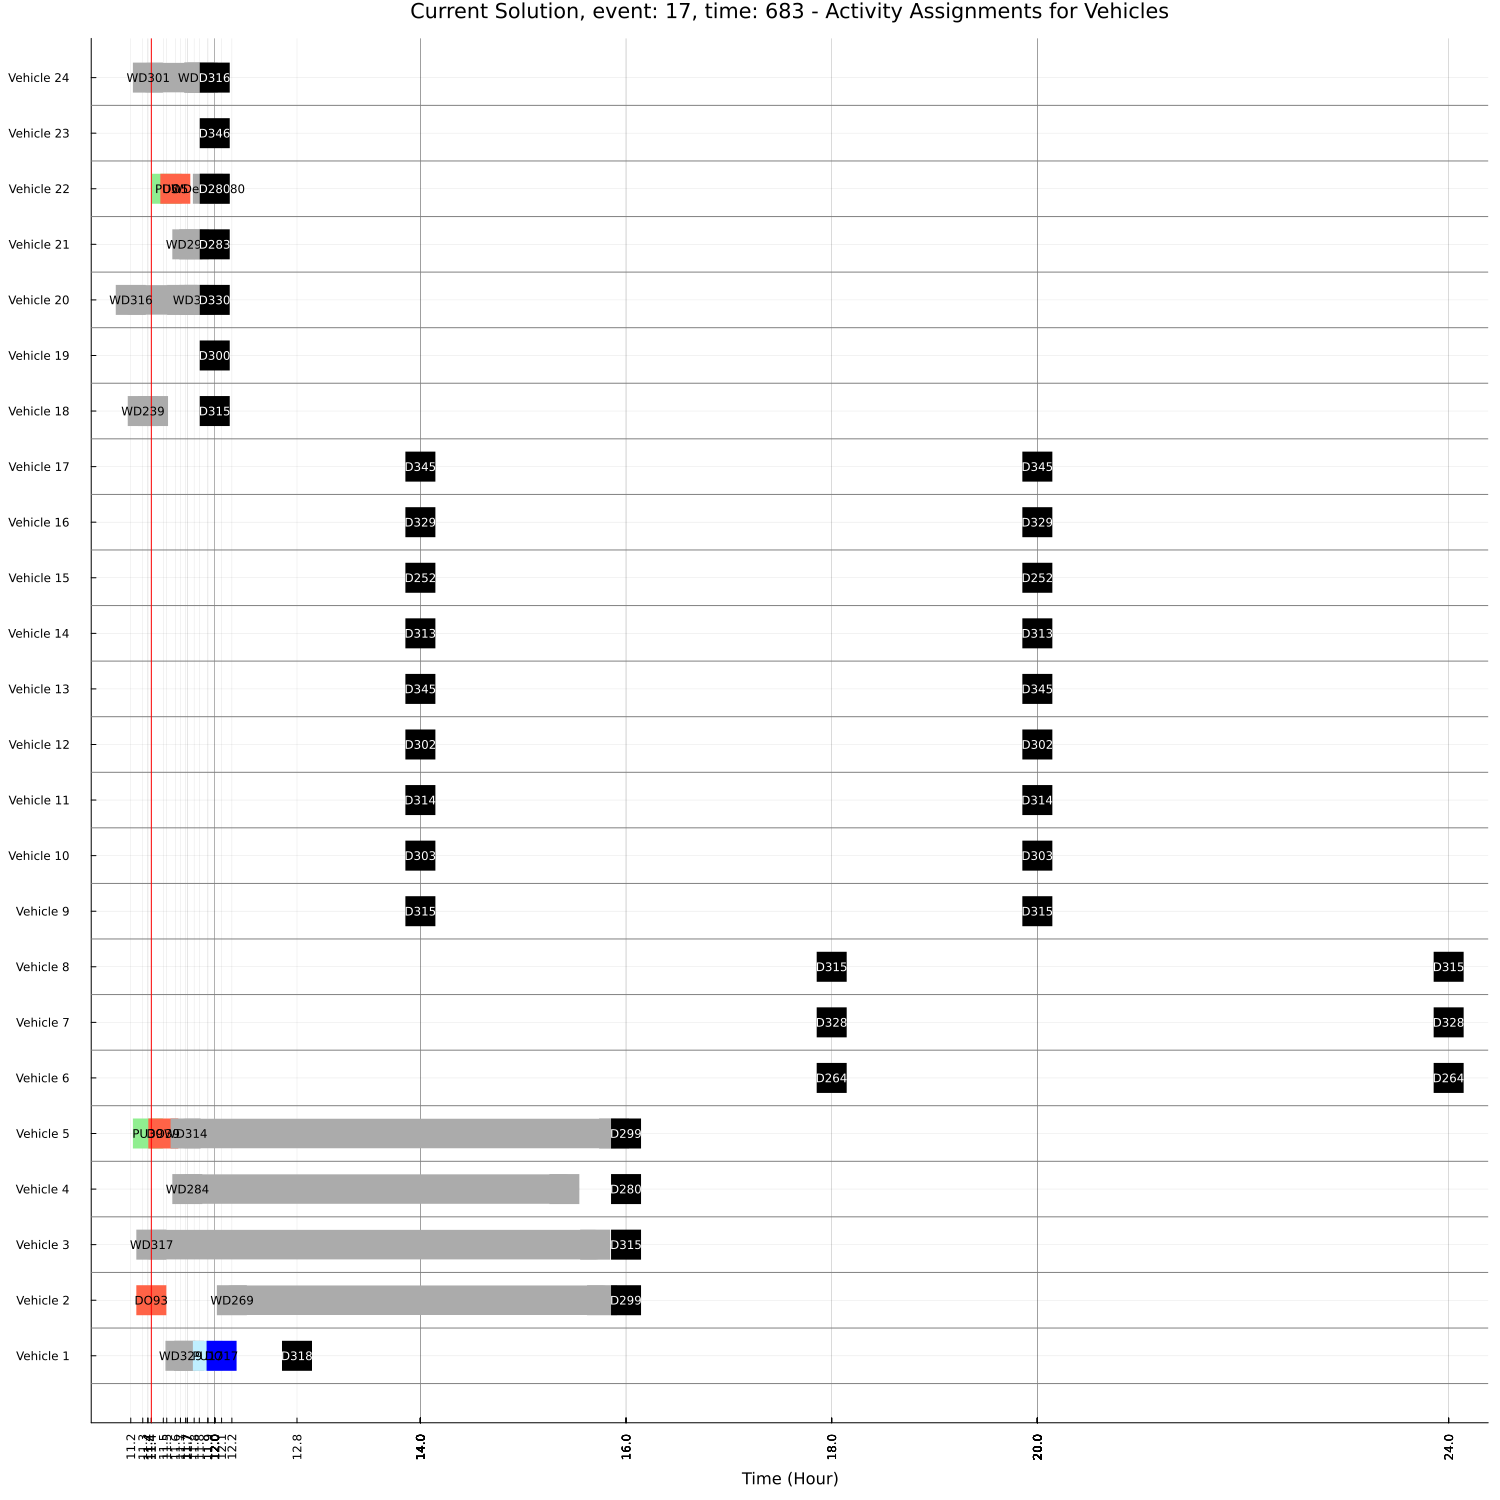 Current Solution, event: 17, time: 683 - Activity Assignments for Vehicles
Vehicle 24 WD301 D316
Vehicle 23 D346
Vehicle 22 D280
Vehicle 21 D283
Vehicle 20 WD316 D330
Vehicle 19 D300
Vehicle 18 WD239 D315
Vehicle 17 D345 D345
Vehicle 16 D329 D329
Vehicle 15 D252 D252
Vehicle 14 D313 D313
Vehicle 13 D345 D345
Vehicle 12 D302 D302
Vehicle 11 D314 D314
Vehicle 10 D303 D303
Vehicle 9 D315 D315
Vehicle 8 D315 D315
Vehicle 7 D328 D328
Vehicle 6 D264 D264
Vehicle 5 WD314 D299
Vehicle 4 WD284 D280
Vehicle 3 WD317 D315
Vehicle 2 DO93 WD269 D299
Vehicle 1 WD329 D318
11.2 12.0 12.1 12.2 12.8 14.0 16.0 18.0 20.0 24.0
Time (Hour)